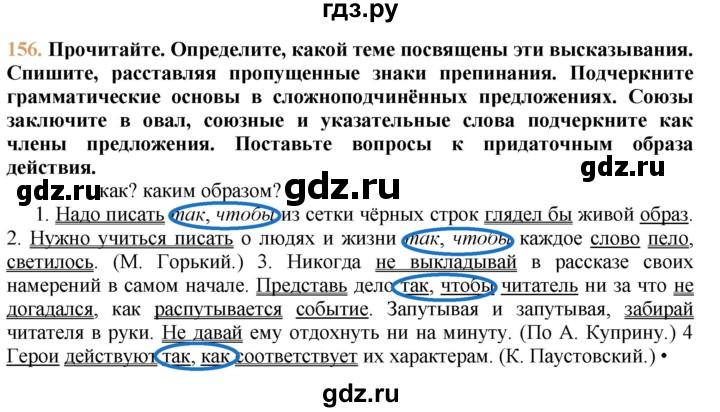 гдз.ру
156. Прочитайте. Определите, какой теме посвящены эти высказывания.
Спишите, расставляя пропущенные знаки препинания. Подчеркните
грамматические основы в сложноподчинённых предложениях. Союзы
заключите в овал, союзные и указательные слова подчеркните как
члены предложения. Поставьте вопросы к придаточным образа
действия.
gdz.ru
gdz.ru
как? каким образом?
gdz.ru
1. Надо писать так, чтобы из сетки чёрных строк глядел бы живой образ.
2. Нужно учиться писать о людях и жизни так, чтобы каждое слово пело,
светилось. (М. Горький.) 3. Никогда не выкладывай в рассказе своих
намерений в самом начале. Представь дело так, чтобы читатель ни за что не
догадался, как распутывается событие. Запутывая и запутывая, забирай
читателя в руки. Не давай ему отдохнуть ни на минуту. (По А. Куприну.) 4
Герои действуют так, как соответствует их характерам. (К. Паустовский.) •
gdz.ru
gdz.ru
gdz.ru